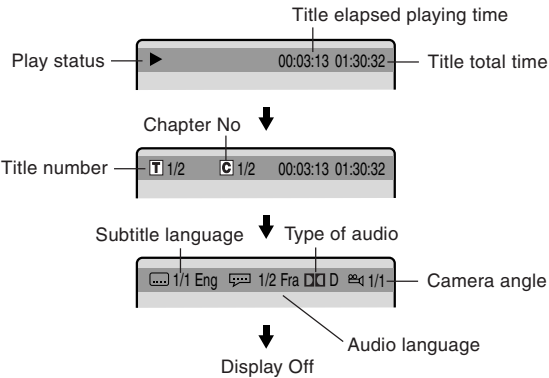 Title elapsed playing time
Play status
00:03:13 01:30:32
Title total time
Chapter No
Title number
T 1/2 C 1/2 00:03:13 01:30:32
Subtitle language
Type of audio
1/1 Eng 1/2 Fra D 1/1
Camera angle
Audio language
Display Off